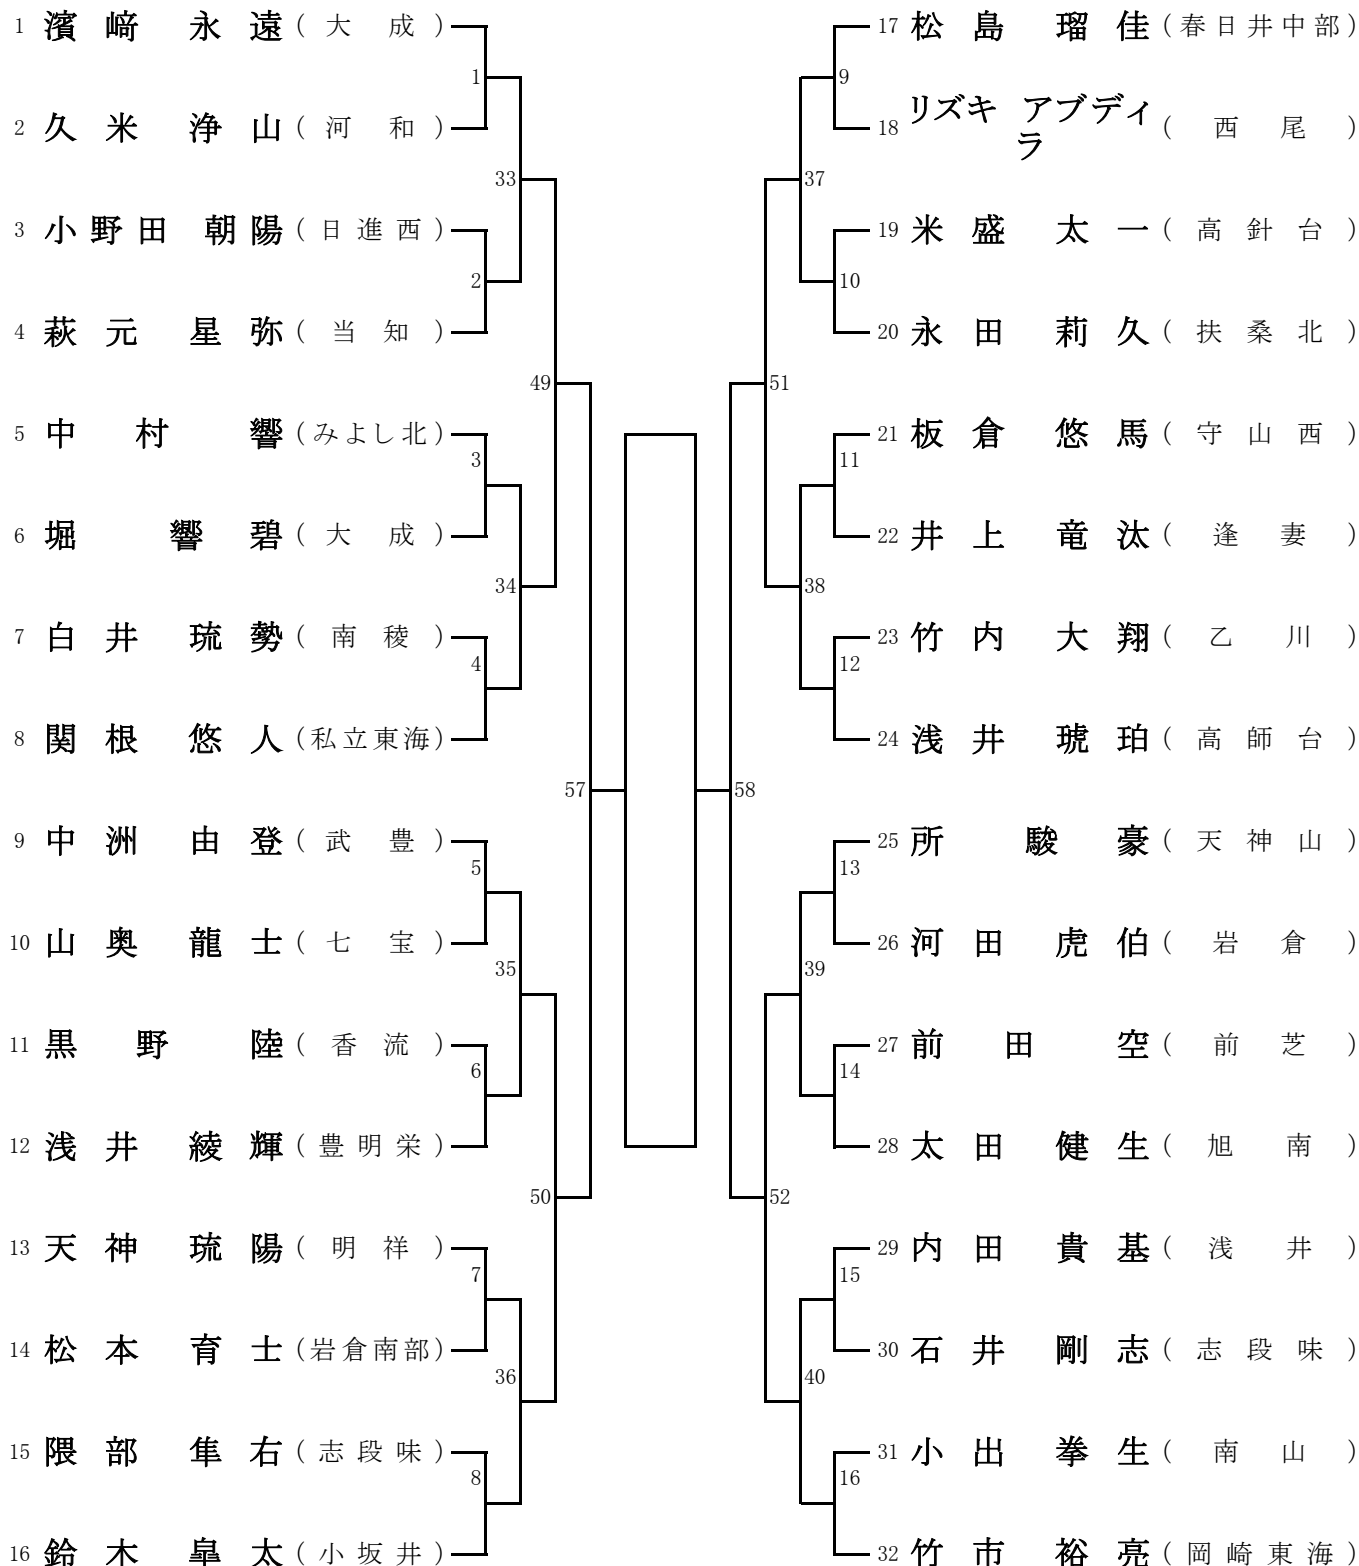 1 濱﨑 永遠 (大成)
1
2 久米 浄山 (河和)
33
3 小野田 朝陽 (日進西)
2
4 萩元 星弥 (当知)
49
5 中村 響 (みよし北)
3
6 堀 響碧 (大成)
34
7 白井 琉勢 (南稜)
4
8 関根 悠人 (私立東海)
57
9 中洲 由登 (武豊)
5
10 山奥 龍士 (七宝)
35
11 黒野 陸 (香流)
6
12 浅井 綾輝 (豊明栄)
50
13 天神 琉陽 (明祥)
7
14 松本 育士 (岩倉南部)
36
15 隈部 隼右 (志段味)
8
16 鈴木 皐太 (小坂井)
17 松島 瑠佳 (春日井中部)
9
18 リズキ アブディ
ラ (西尾)
37
19 米盛 太一 (高針台)
10
20 永田 莉久 (扶桑北)
51
21 板倉 悠馬 (守山西)
11
22 井上 竜汰 (逢妻)
38
23 竹内 大翔 (乙川)
12
24 浅井 琥珀 (高師台)
58
25 所 駿豪 (天神山)
13
26 河田 虎伯 (岩倉)
39
27 前田 空 (前芝)
14
28 太田 健生 (旭南)
52
29 内田 貴基 (浅井)
15
30 石井 剛志 (志段味)
40
31 小出 拳生 (南山)
16
32 竹市 裕亮 (岡崎東海)